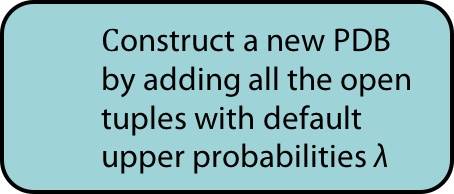 Construct a new PDB
by adding all the open
tuples with default
upper probabilities λ